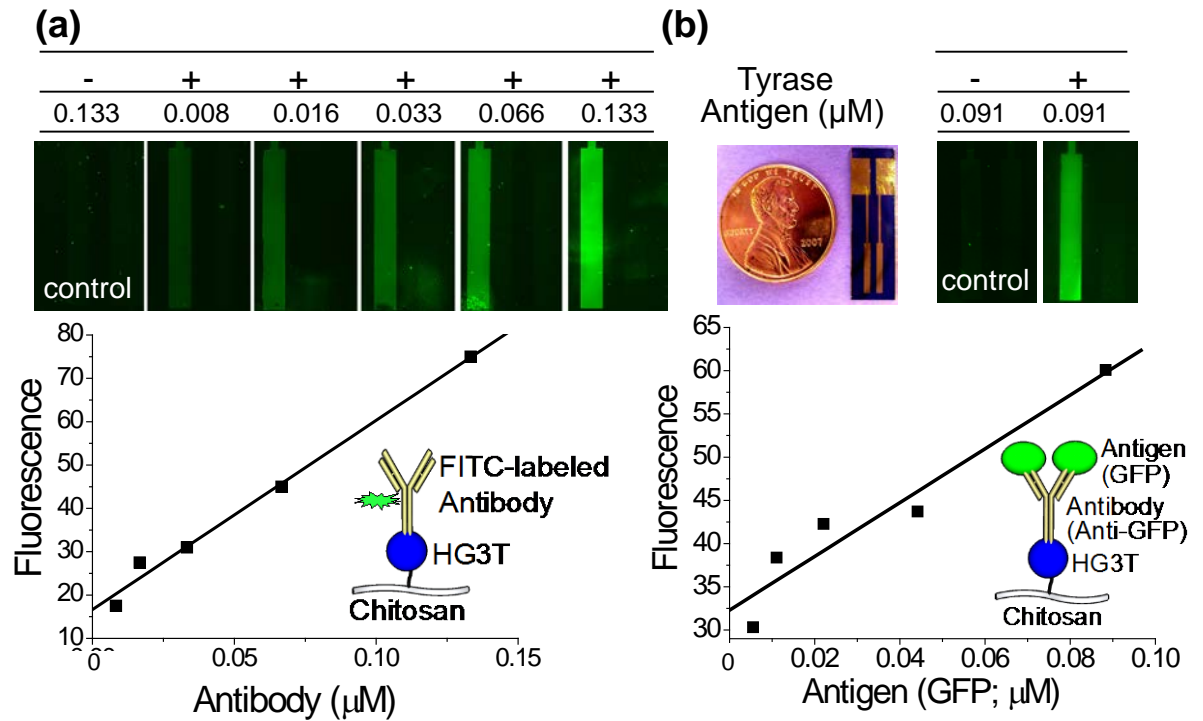 (a)
- + + + + +
0.133 0.008 0.016 0.033 0.066 0.133
control
80
70
60
50
40
30
20
10
0
0.05 0.10 0.15
Fluorescence
FITC-labeled
Antibody
HG3T
Chitosan
Antibody (µM)
(b)
Tyrase - +
Antigen (µM) 0.091 0.091
LIBERTY
2007
control
65
60
55
50
45
40
35
30
0 0.02 0.04 0.06 0.08 0.10
Fluorescence
Antigen
(GFP)
Antibody
(Anti-GFP)
HG3T
Chitosan
Antigen (GFP; µM)